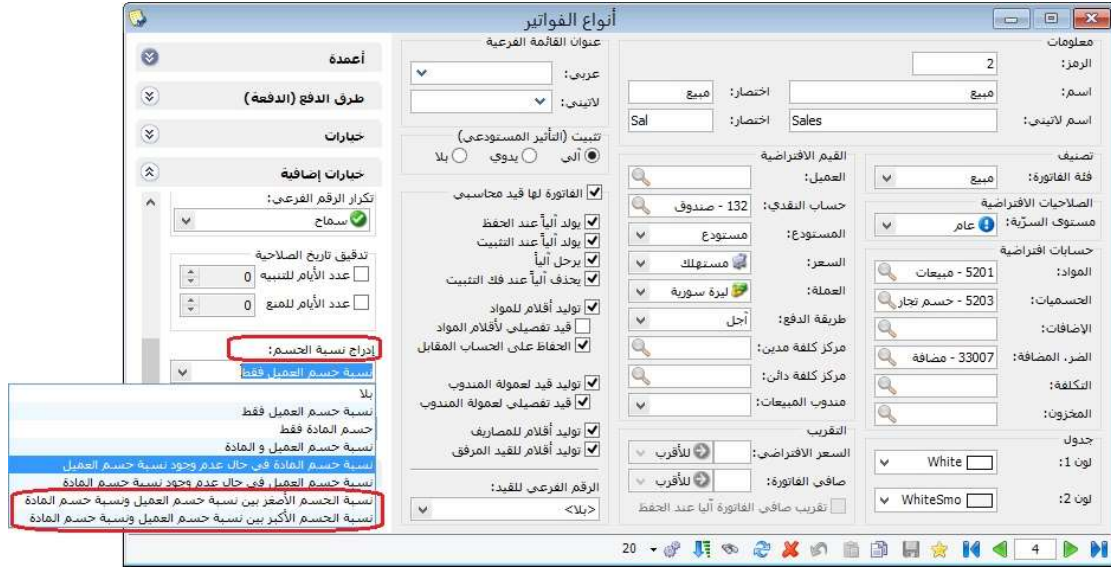 أنواع الفواتير
معلومات
الرمز: 2
اسم: مبيع اختصار: مبيع
اسم لاتيني: Sales اختصار: Sal
تصنيف
فئة الفاتورة: مبيع
الصلاحيات الافتراضية
مستوى السرّية: عام
حسابات افتراضية
المواد: 5201 - مبيعات
الحسميات: 5203 - حسم تجار
الإضافات:
الضر. المضافة: 33007 - مضافة
التكلفة:
المخزون:
جدول
لون 1: White
لون 2: WhiteSmo
القيم الافتراضية
العميل:
حساب النقدي: 132 - صندوق
المستودع: مستودع
السعر: مستهلك
العملة: ليرة سورية
طريقة الدفع: آجل
مركز كلفة مدين:
مركز كلفة دائن:
مندوب المبيعات:
التقريب
السعر الافتراضي: للأقرب
صافي الفاتورة: للأقرب
تقريب صافي الفاتورة آليا عند الحفظ
عنوان القائمة الفرعية
عربي:
لاتيني:
تثبيت (التأثير المستودعي)
آلي يدوي بلا
الفاتورة لها قيد محاسبي
يولد آلياً عند الحفظ
يولد آلياً عند التثبيت
يرحل آلياً
يحذف آلياً عند فك التثبيت
توليد أقلام للمواد
قيد تفصيلي لأقلام المواد
الحفاظ على الحساب المقابل
توليد قيد لعمولة المندوب
قيد تفصيلي لعمولة المندوب
توليد أقلام للمصاريف
توليد أقلام للقيد المرفق
الرقم الفرعي للقيد:
<بلا>
أعمدة
طرق الدفع (الدفعة)
خيارات
خيارات إضافية
تكرار الرقم الفرعي:
سماح
تدقيق تاريخ الصلاحية
عدد الأيام للتنبيه 0
عدد الأيام للمنع 0
إدراج نسبة الحسم:
نسبة حسم العميل فقط
بلا
نسبة حسم العميل فقط
حسم المادة فقط
نسبة حسم العميل و المادة
نسبة حسم المادة في حال عدم وجود نسبة حسم العميل
نسبة حسم العميل في حال عدم وجود نسبة حسم المادة
نسبة الحسم الأصغر بين نسبة حسم العميل ونسبة حسم المادة
نسبة الحسم الأكبر بين نسبة حسم العميل ونسبة حسم المادة
4
20